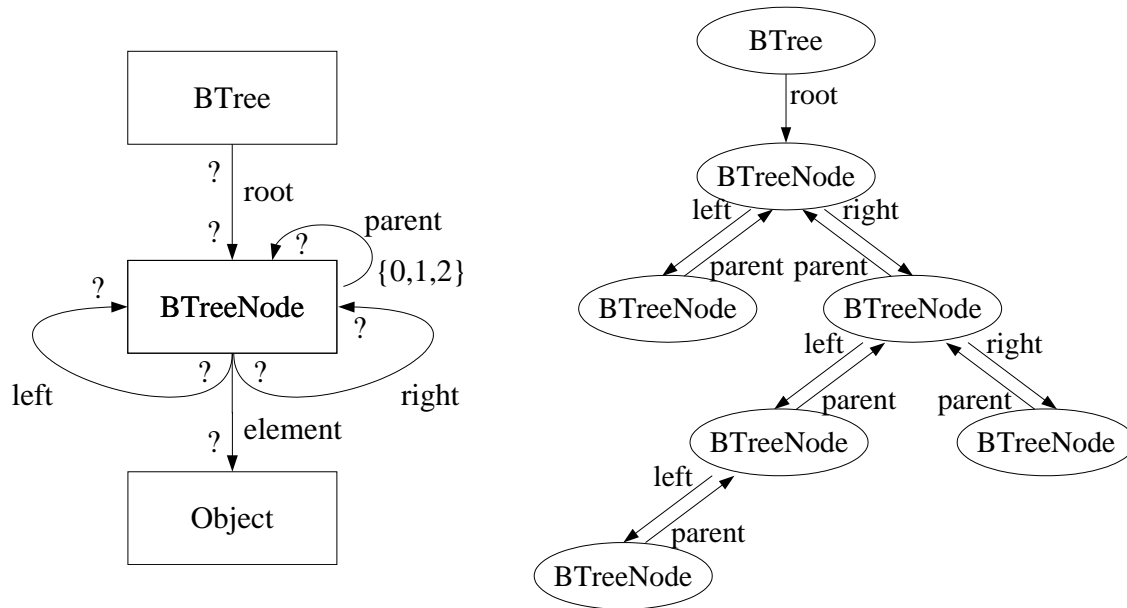 BTree
?
root
?
?
parent
{0,1,2}
?
BTreeNode
?
?
?
left
right
element
?
Object
BTree
root
BTreeNode
left
right
parent
parent
BTreeNode
BTreeNode
left
right
parent
parent
BTreeNode
BTreeNode
left
parent
BTreeNode